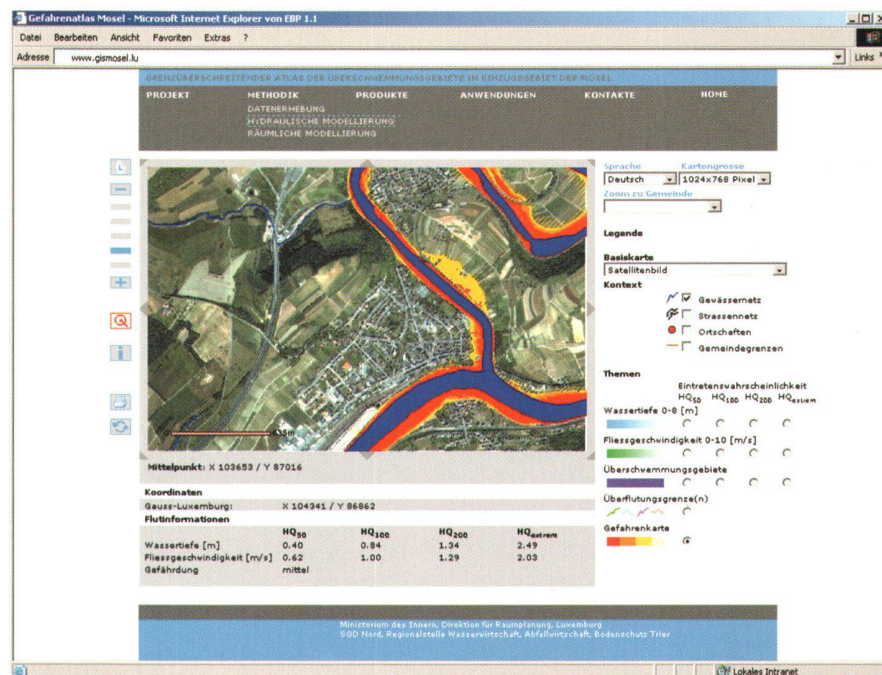 Gefahrenatlas Mosel - Microsoft Internet Explorer von EBP 1.1
Datei Bearbeiten Ansicht Favoriten Extras ?
Adresse www.gismosel.lu Links
GRENZÜBERSCHREITENDER ATLAS DER ÜBERSCHWEMMUNGSGEBIETE IM EINZUGSGEBIET DER MOSEL
PROJEKT METHODIK PRODUKTE ANWENDUNGEN KONTAKTE HOME
DATENERHEBUNG
HYDRAULISCHE MODELLIERUNG
RÄUMLICHE MODELLIERUNG
Sprache Kartengrosse
Deutsch 1024x768 Pixel
Zoom zu Gemeinde
Legende
Basiskarte
Satellitenbild
Kontext
Gewässernetz
Strassennetz
Ortschaften
Gemeindegrenzen
Themen
Eintretenswahrscheinlichkeit
HQ50 HQ100 HQ200 HQextrem
Wassertiefe 0-8 [m]
Fliessgeschwindigkeit 0-10 [m/s]
Überschwemmungsgebiete
Überflutungsgrenze(n)
Gefahrenkarte
Mittelpunkt: X 103653 / Y 87016
Koordinaten
Gauss-Luxemburg: X 104341 / Y 86862
Flutinformationen
HQ50 HQ100 HQ200 HQextrem
Wassertiefe [m] 0.40 0.84 1.34 2.49
Fliessgeschwindigkeit [m/s] 0.62 1.00 1.29 2.03
Gefährdung mittel
Ministerium des Innern, Direktion für Raumplanung, Luxemburg
SGD Nord, Regionalstelle Wasserwirtschaft, Abfallwirtschaft, Bodenschutz Trier
Lokales Intranet